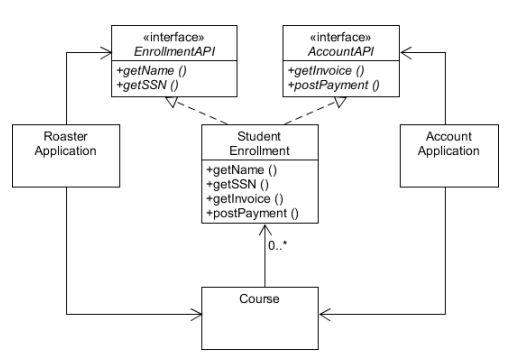 «interface»
EnrollmentAPI
+getName ()
+getSSN ()
«interface»
AccountAPI
+getInvoice ()
+postPayment ()
Roaster
Application
Student
Enrollment
+getName ()
+getSSN ()
+getInvoice ()
+postPayment ()
Account
Application
0..*
Course